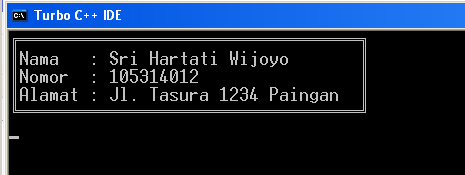 Turbo C++ IDE
Nama : Sri Hartati Wijoyo
Nomor : 105314012
Alamat : Jl. Tasura 1234 Paingan